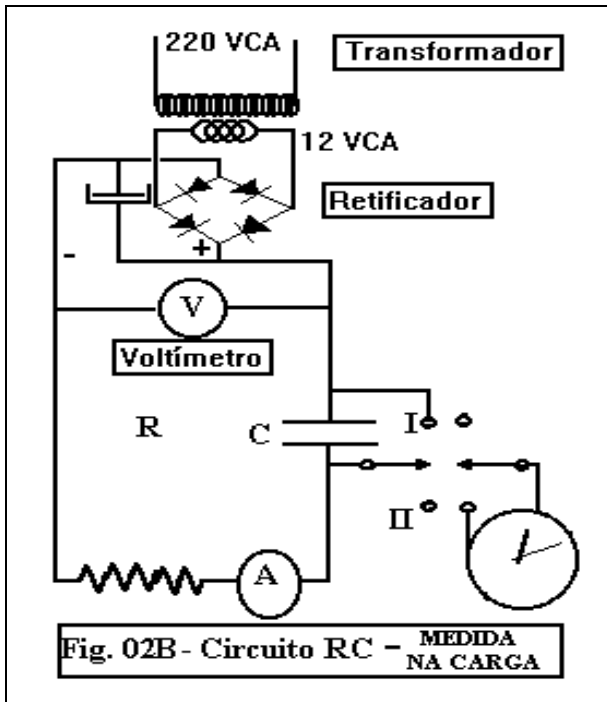 220 VCA
Transformador
12 VCA
Retificador
+
-
V
Voltímetro
R
C
I
II
A
Fig. 02B - Circuito RC - MEDIDA
NA CARGA